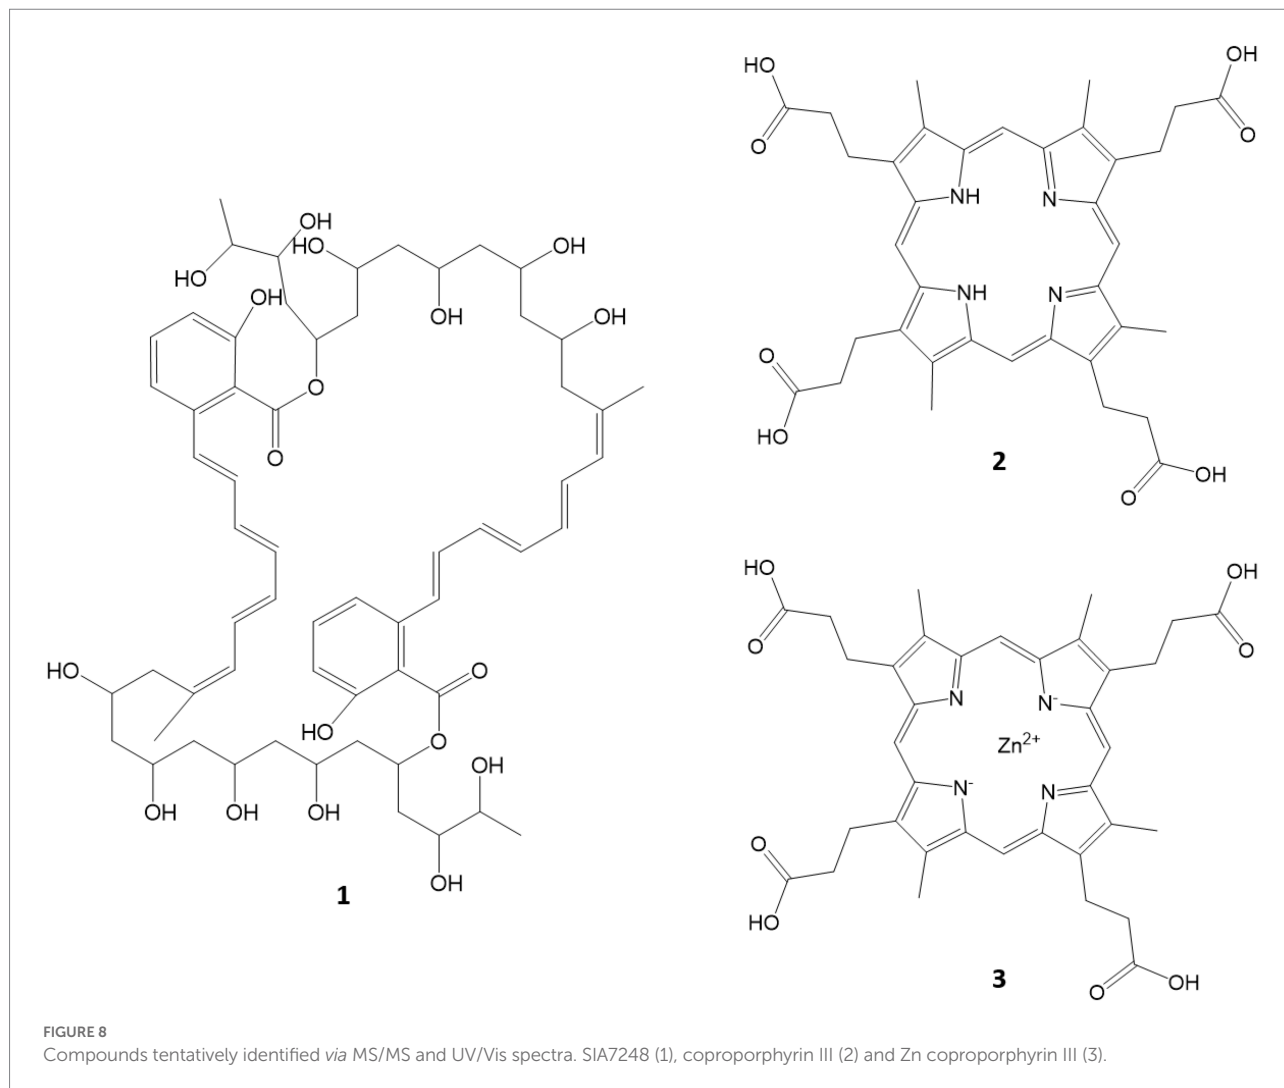 HO
OH
O
O
NH
N
NH
N
O
HO
O
OH
2
OH
HO
HO
OH
OH
OH
OH
OH
O
O
HO
O
HO
O
OH
OH
OH
OH
OH
1
HO
OH
O
O
N
N-
Zn2+
N-
N
O
HO
O
OH
3
FIGURE 8
Compounds tentatively identified via MS/MS and UV/Vis spectra. SIA7248 (1), coproporphyrin III (2) and Zn coproporphyrin III (3).